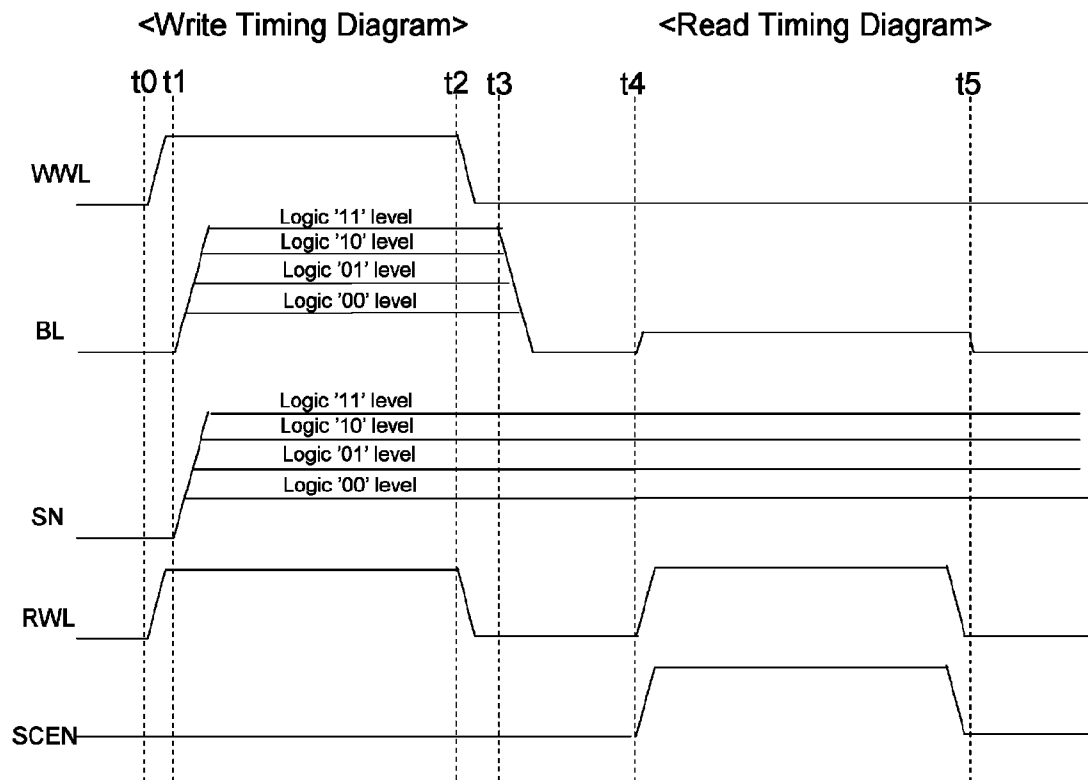 <Write Timing Diagram> <Read Timing Diagram>
t0 t1 t2 t3 t4 t5
WWL
Logic '11' level
Logic '10' level
Logic '01' level
Logic '00' level
BL
Logic '11' level
Logic '10' level
Logic '01' level
Logic '00' level
SN
RWL
SCEN